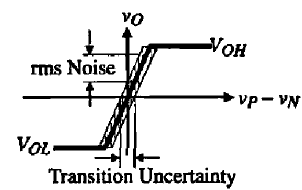 vO
VOH
rms Noise
vP − vN
VOL
Transition Uncertainty